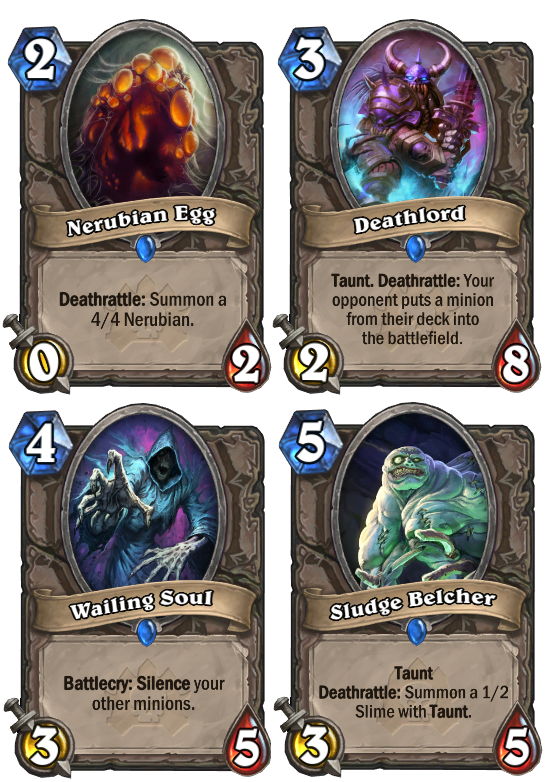 2
Nerubian Egg
Deathrattle: Summon a
4/4 Nerubian.
0
2
3
Deathlord
Taunt. Deathrattle: Your
opponent puts a minion
from their deck into
the battlefield.
2
8
4
Wailing Soul
Battlecry: Silence your
other minions.
3
5
5
Sludge Belcher
Taunt
Deathrattle: Summon a 1/2
Slime with Taunt.
3
5